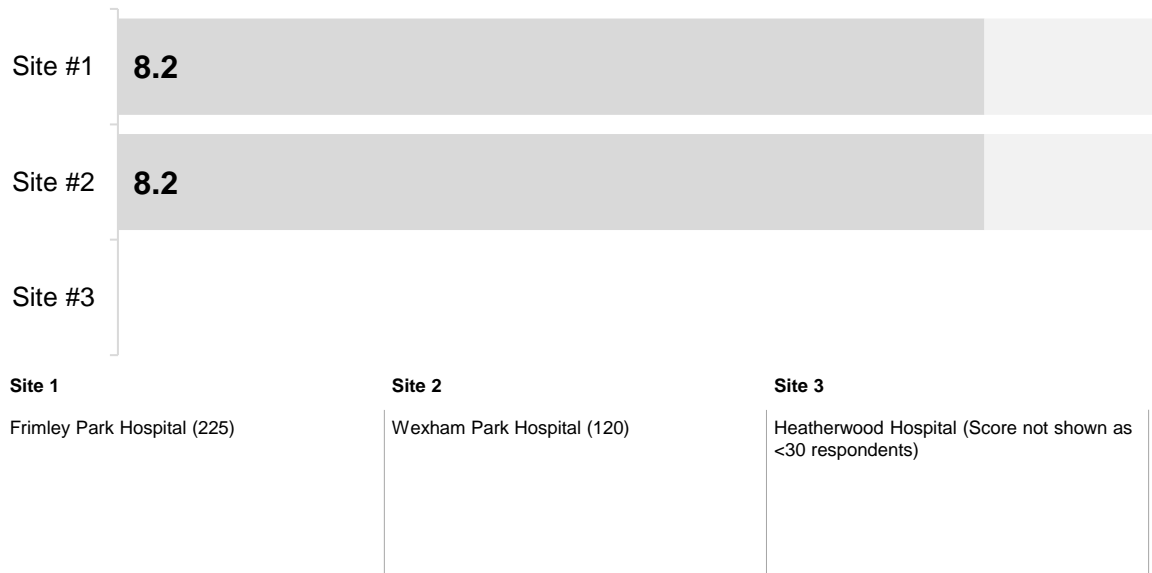 Site #1
8.2
Site #2
8.2
Site #3
Site 1
Site 2
Site 3
Frimley Park Hospital (225)
Wexham Park Hospital (120)
Heatherwood Hospital (Score not shown as
<30 respondents)